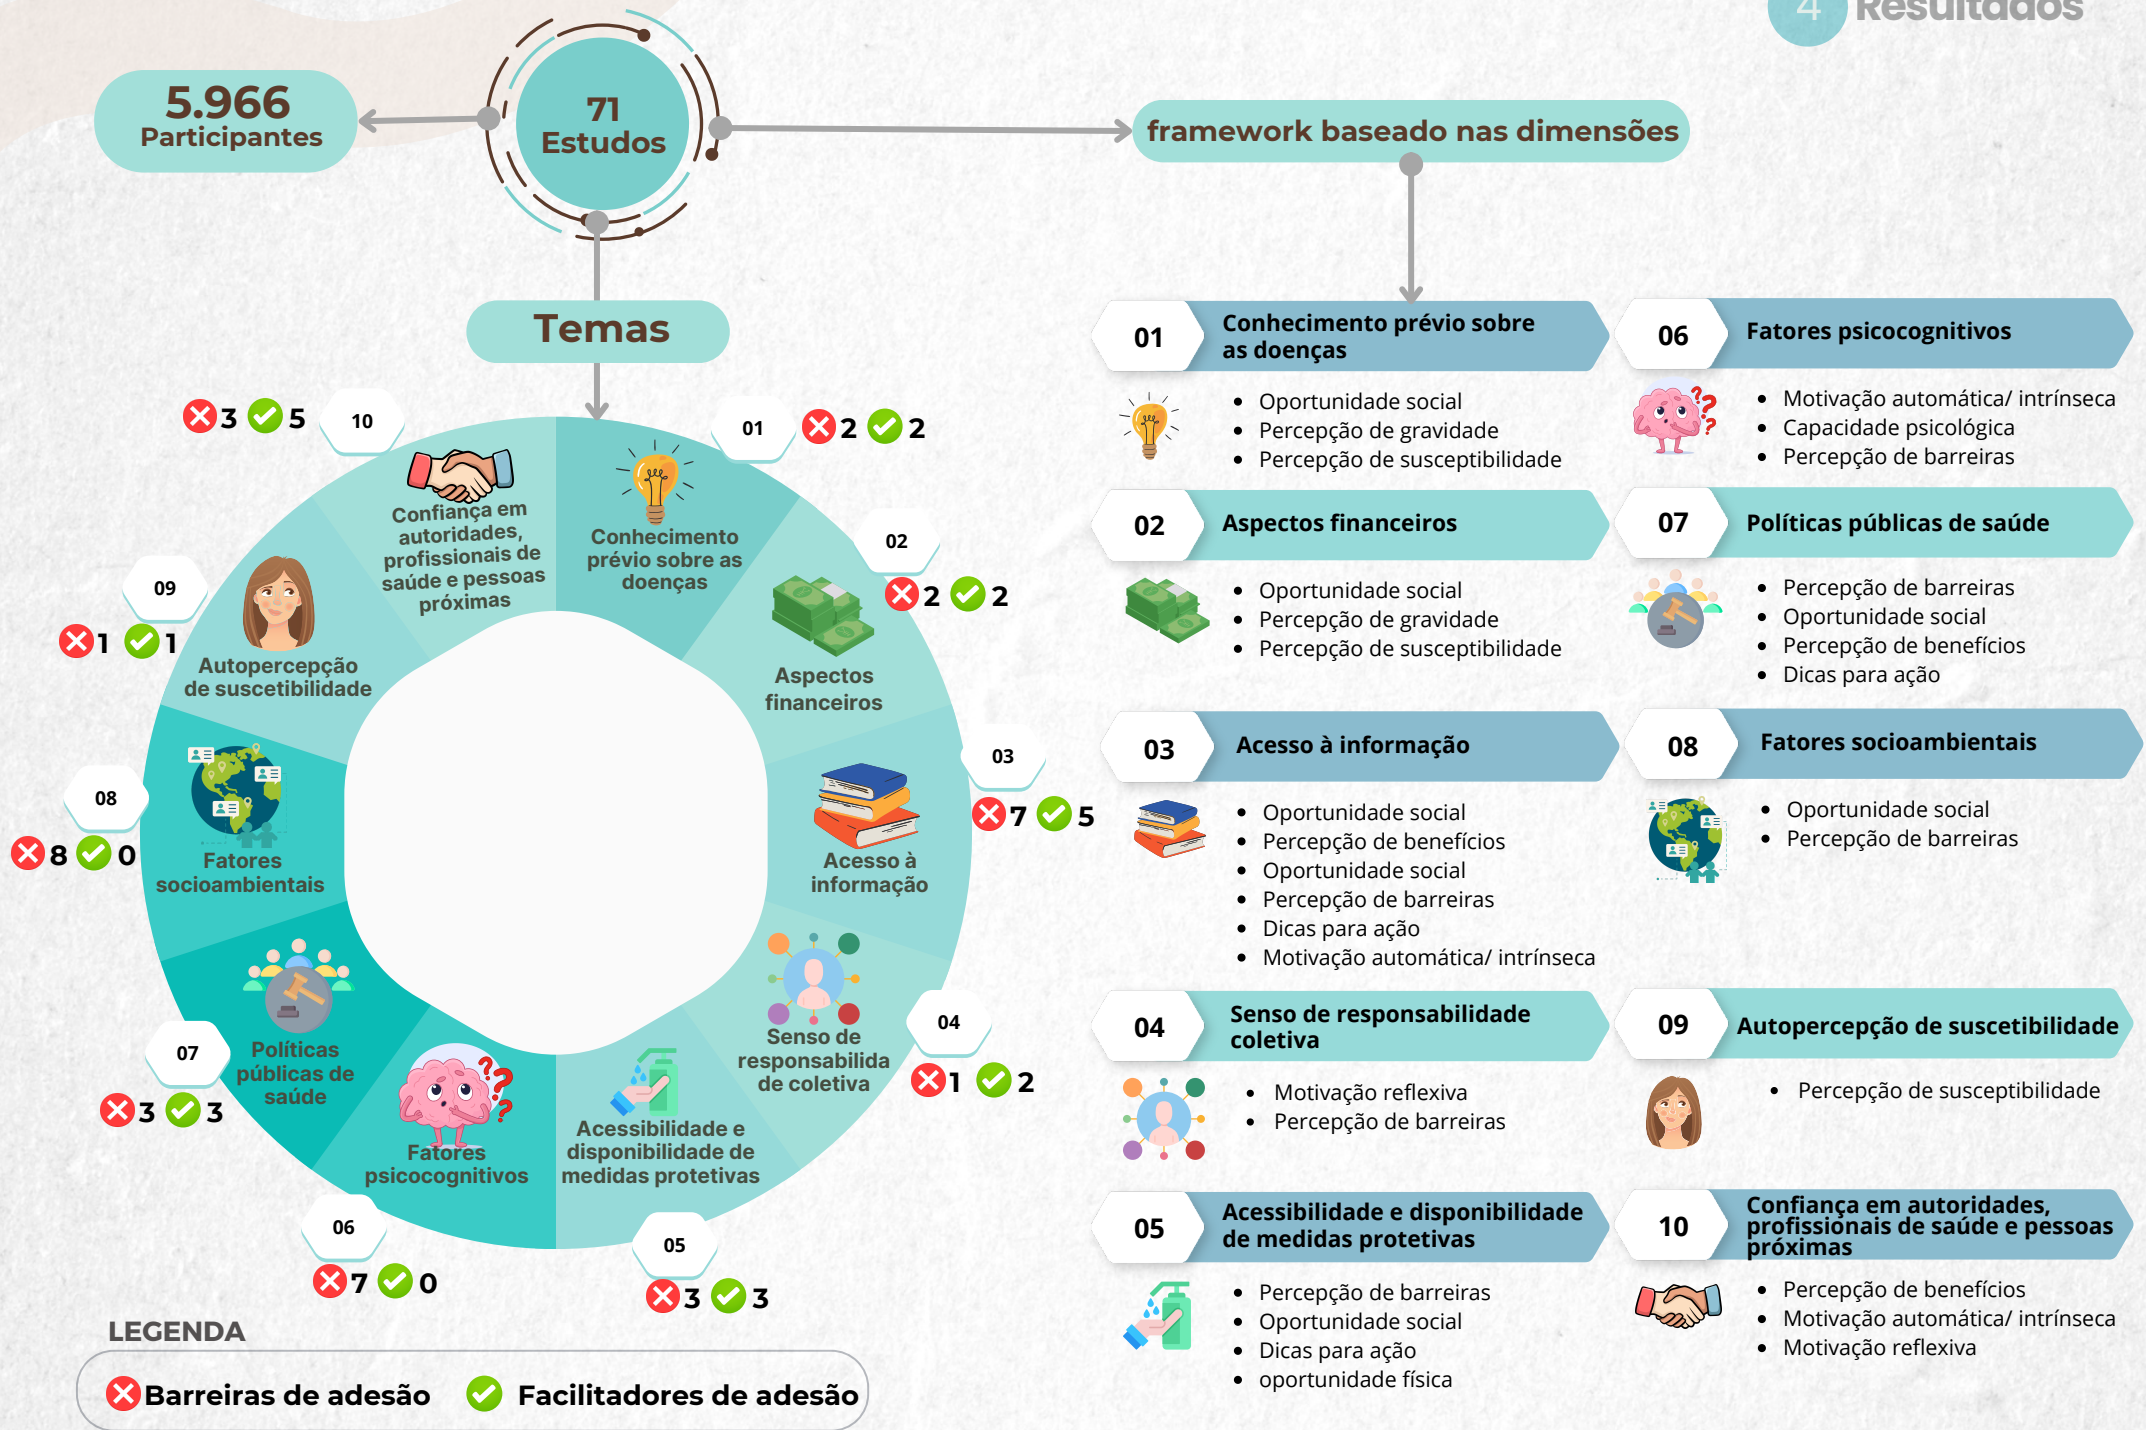 4 Resultados
5.966
Participantes
71
Estudos
framework baseado nas dimensões
Temas
10
3 5
01
2 2
02
2 2
03
7 5
04
1 2
05
3 3
06
7 0
07
3 3
08
8 0
09
1 1
Conhecimento
prévio sobre as
doenças
Aspectos
financeiros
Acesso à
informação
Senso de
responsabilida
de coletiva
Acessibilidade e
disponibilidade de
medidas protetivas
Fatores
psicocognitivos
Políticas
públicas de
saúde
Fatores
socioambientais
Autopercepção
de suscetibilidade
Confiança em
autoridades,
profissionais de
saúde e pessoas
próximas
LEGENDA
Barreiras de adesão
Facilitadores de adesão
01
Conhecimento prévio sobre
as doenças
• Oportunidade social
• Percepção de gravidade
• Percepção de susceptibilidade
02
Aspectos financeiros
• Oportunidade social
• Percepção de gravidade
• Percepção de susceptibilidade
03
Acesso à informação
• Oportunidade social
• Percepção de benefícios
• Oportunidade social
• Percepção de barreiras
• Dicas para ação
• Motivação automática/ intrínseca
04
Senso de responsabilidade
coletiva
• Motivação reflexiva
• Percepção de barreiras
05
Acessibilidade e disponibilidade
de medidas protetivas
• Percepção de barreiras
• Oportunidade social
• Dicas para ação
• oportunidade física
06
Fatores psicocognitivos
• Motivação automática/ intrínseca
• Capacidade psicológica
• Percepção de barreiras
07
Políticas públicas de saúde
• Percepção de barreiras
• Oportunidade social
• Percepção de benefícios
• Dicas para ação
08
Fatores socioambientais
• Oportunidade social
• Percepção de barreiras
09
Autopercepção de suscetibilidade
• Percepção de susceptibilidade
10
Confiança em autoridades,
profissionais de saúde e pessoas
próximas
• Percepção de benefícios
• Motivação automática/ intrínseca
• Motivação reflexiva